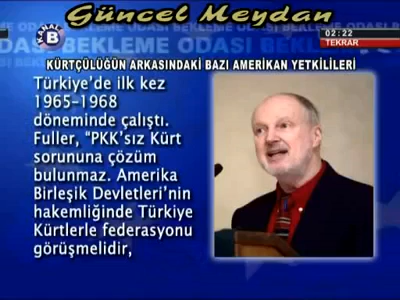 Güncel Meydan
KANAL
B
BEKLEME ODASI BEKLEME ODASI
02:22
TEKRAR
KÜRTÇÜLÜĞÜN ARKASINDAKİ BAZI AMERİKAN YETKİLİLERİ
Türkiye'de ilk kez
1965-1968
döneminde çalıştı.
Fuller, "PKK'sız Kürt
sorununa çözüm
bulunmaz. Amerika
Birleşik Devletleri'nin
hakemliğinde Türkiye
Kürtlerle federasyonu
görüşmelidir,